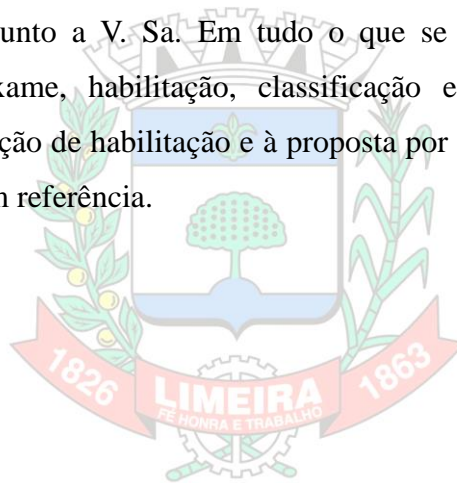 unto a V. Sa. Em tudo o que se
xame, habilitação, classificação e
ção de habilitação e à proposta por
referência.
1826
LIMEIRA
1863
FÉ HONRA E TRABALHO